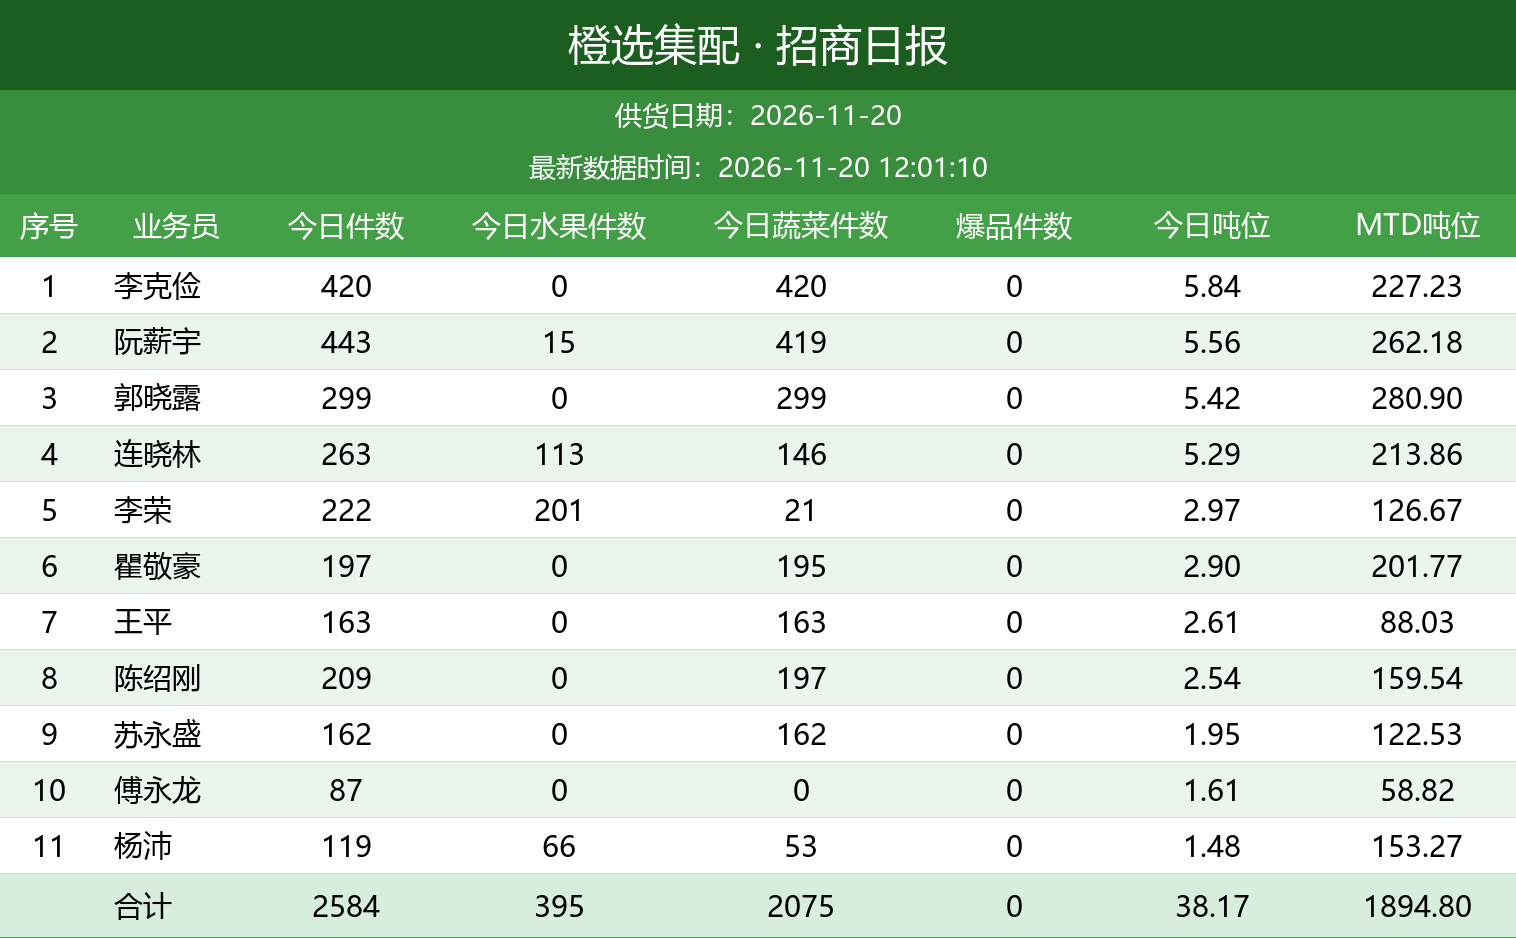 橙选集配 · 招商日报
供货日期：2026-11-20
最新数据时间：2026-11-20 12:01:10
序号 业务员 今日件数 今日水果件数 今日蔬菜件数 爆品件数 今日吨位 MTD吨位
1 李克俭 420 0 420 0 5.84 227.23
2 阮薪宇 443 15 419 0 5.56 262.18
3 郭晓露 299 0 299 0 5.42 280.90
4 连晓林 263 113 146 0 5.29 213.86
5 李荣 222 201 21 0 2.97 126.67
6 瞿敬豪 197 0 195 0 2.90 201.77
7 王平 163 0 163 0 2.61 88.03
8 陈绍刚 209 0 197 0 2.54 159.54
9 苏永盛 162 0 162 0 1.95 122.53
10 傅永龙 87 0 0 0 1.61 58.82
11 杨沛 119 66 53 0 1.48 153.27
合计 2584 395 2075 0 38.17 1894.80